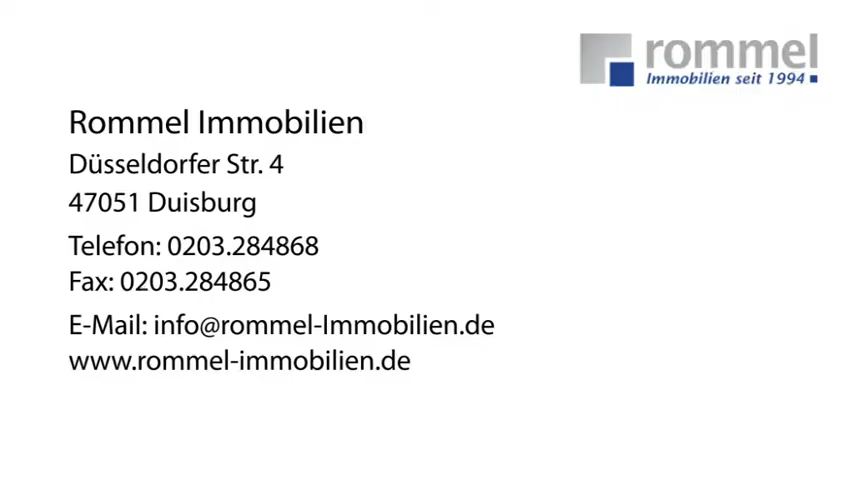 rommel
Immobilien seit 1994
Rommel Immobilien
Düsseldorfer Str. 4
47051 Duisburg
Telefon: 0203.284868
Fax: 0203.284865
E-Mail: info@rommel-Immobilien.de
www.rommel-immobilien.de